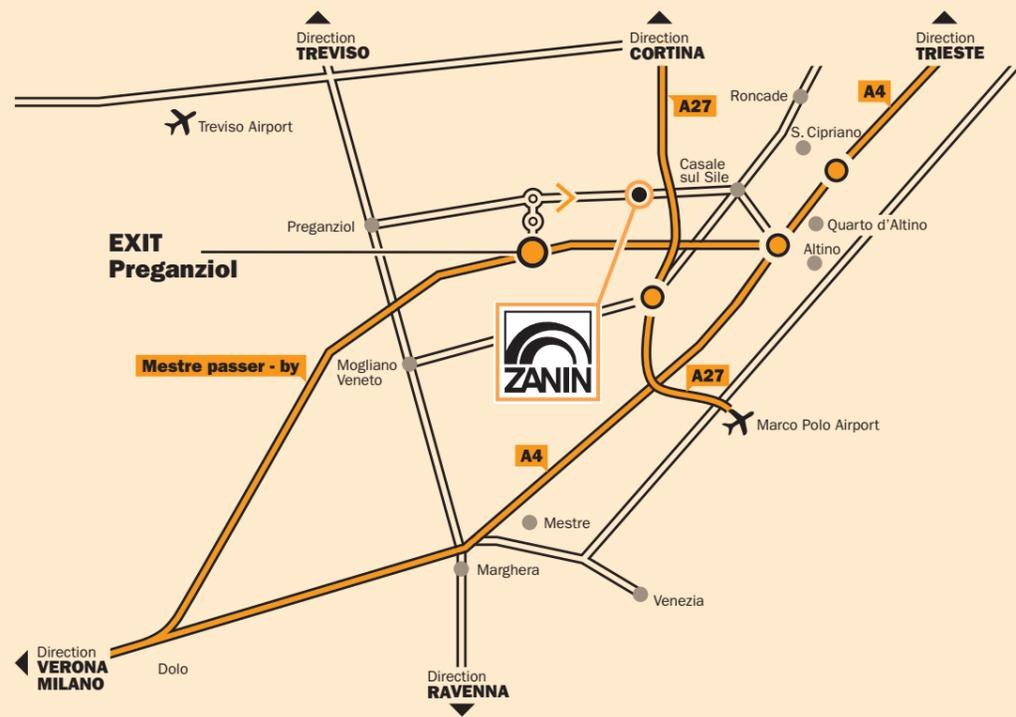 Direction
TREVISO
Direction
CORTINA
Direction
TRIESTE
A27
A4
Roncade
Treviso Airport
S. Cipriano
Casale
sul Sile
Preganziol
Quarto d'Altino
EXIT
Preganziol
Altino
Mestre passer - by
Mogliano
Veneto
ZANIN
A27
Marco Polo Airport
A4
Mestre
Marghera
Venezia
Direction
VERONA
MILANO
Dolo
Direction
RAVENNA